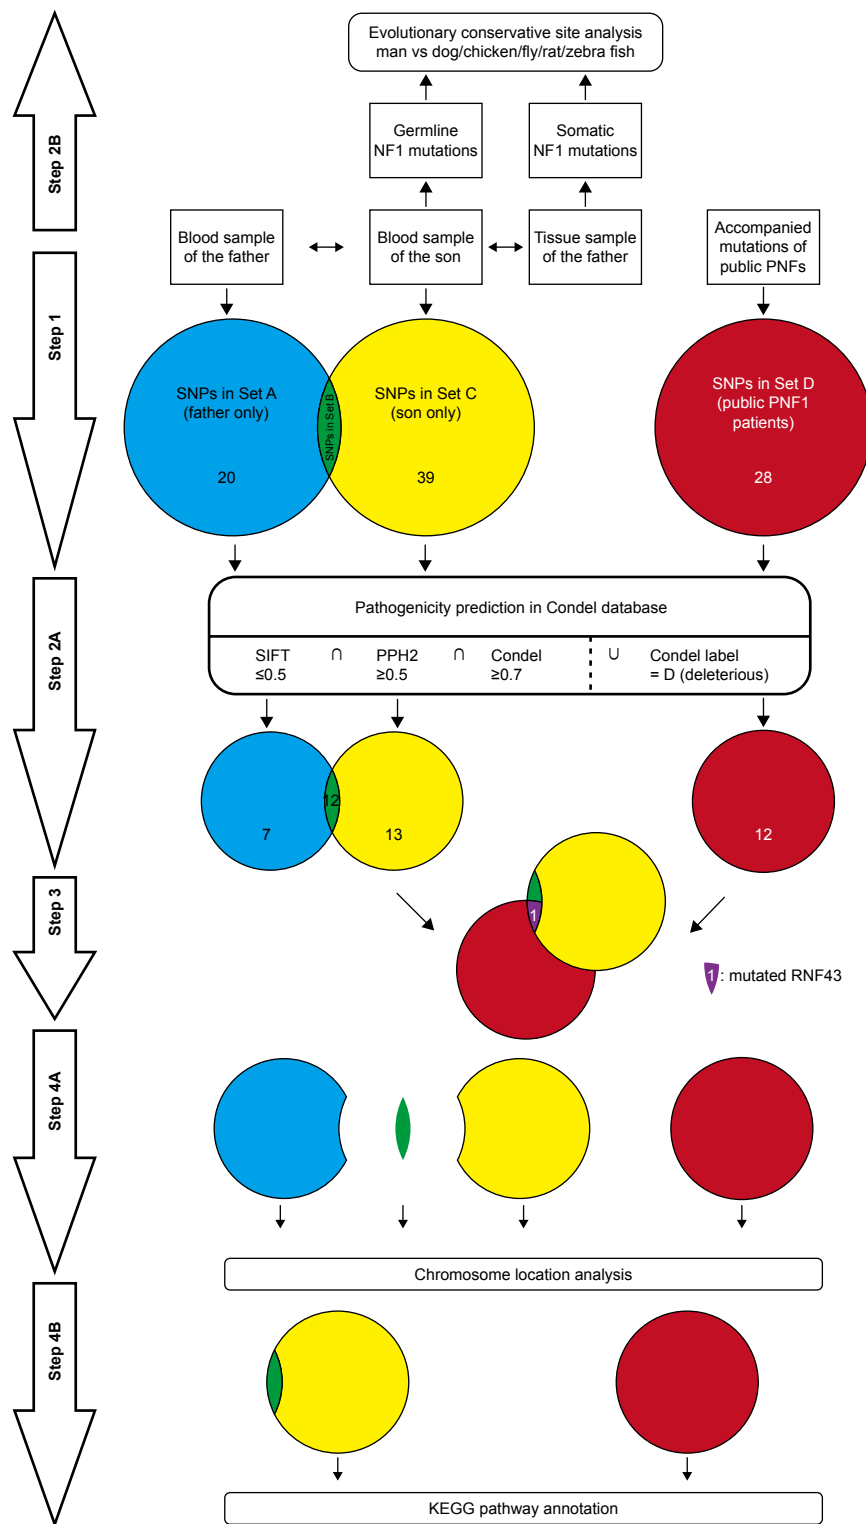 Evolutionary conservative site analysis
man vs dog/chicken/fly/rat/zebra fish
Step 2B
Germline
NF1 mutations
Somatic
NF1 mutations
Blood sample
of the father
Blood sample
of the son
Tissue sample
of the father
Accompanied
mutations of
public PNFs
Step 1
SNPs in Set A
(father only)
20
SNPs in Set B
SNPs in Set C
(son only)
39
SNPs in Set D
(public PNF1
patients)
28
Step 2A
Pathogenicity prediction in Condel database
SIFT ∩ PPH2 ∩ Condel ∪ Condel label
≤0.5 ≥0.5 ≥0.7 = D (deleterious)
7
12
13
12
Step 3
1
1 : mutated RNF43
Step 4A
Chromosome location analysis
Step 4B
KEGG pathway annotation